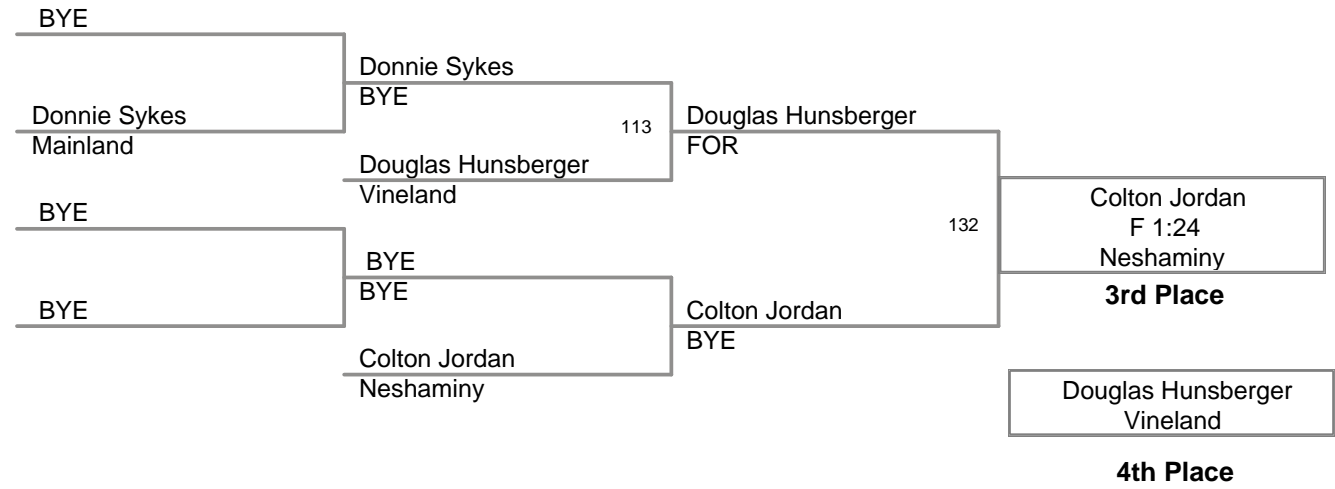 BYE
Donnie Sykes
BYE
Donnie Sykes
Mainland
113
Douglas Hunsberger
FOR
Douglas Hunsberger
Vineland
BYE
132
Colton Jordan
F 1:24
Neshaminy
3rd Place
BYE
BYE
BYE
Colton Jordan
BYE
Colton Jordan
Neshaminy
Douglas Hunsberger
Vineland
4th Place